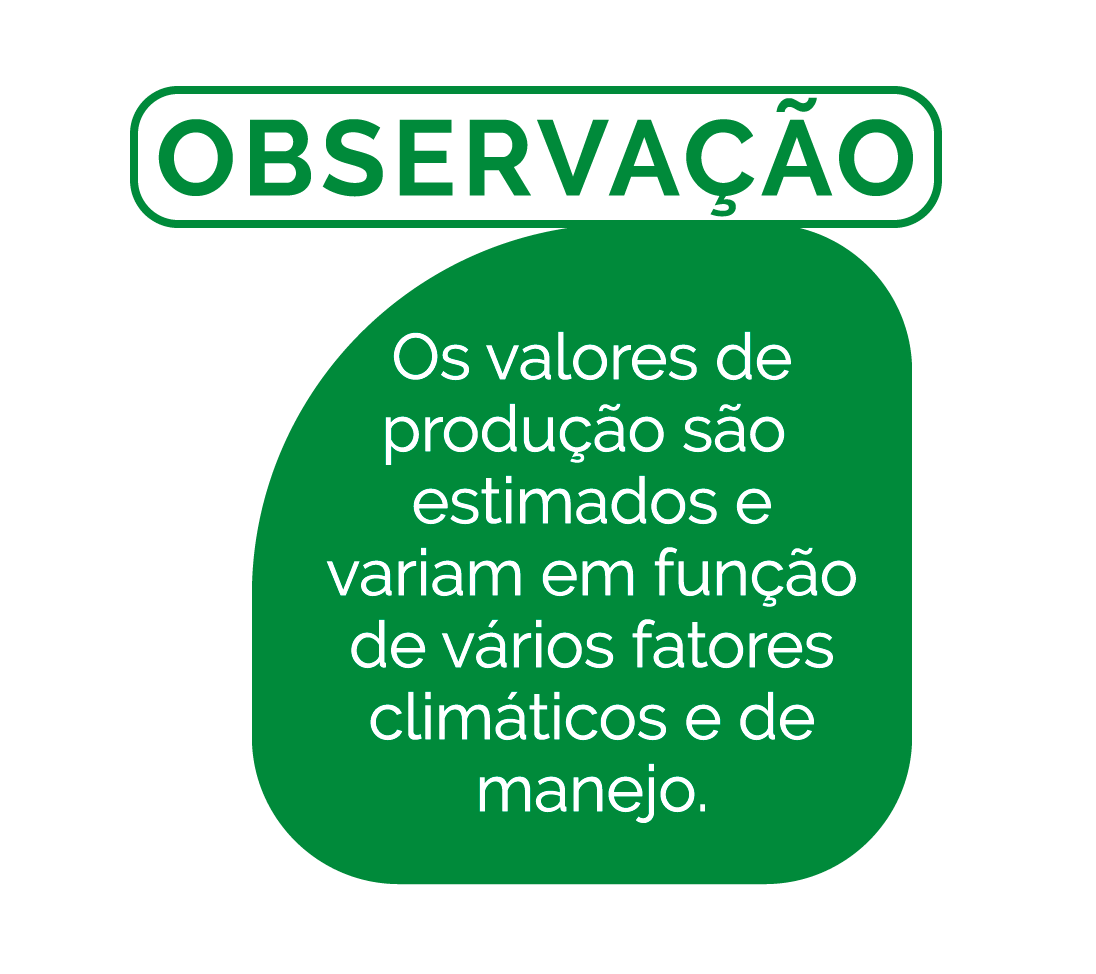 OBSERVAÇÃO
Os valores de
produção são
estimados e
variam em função
de vários fatores
climáticos e de
manejo.